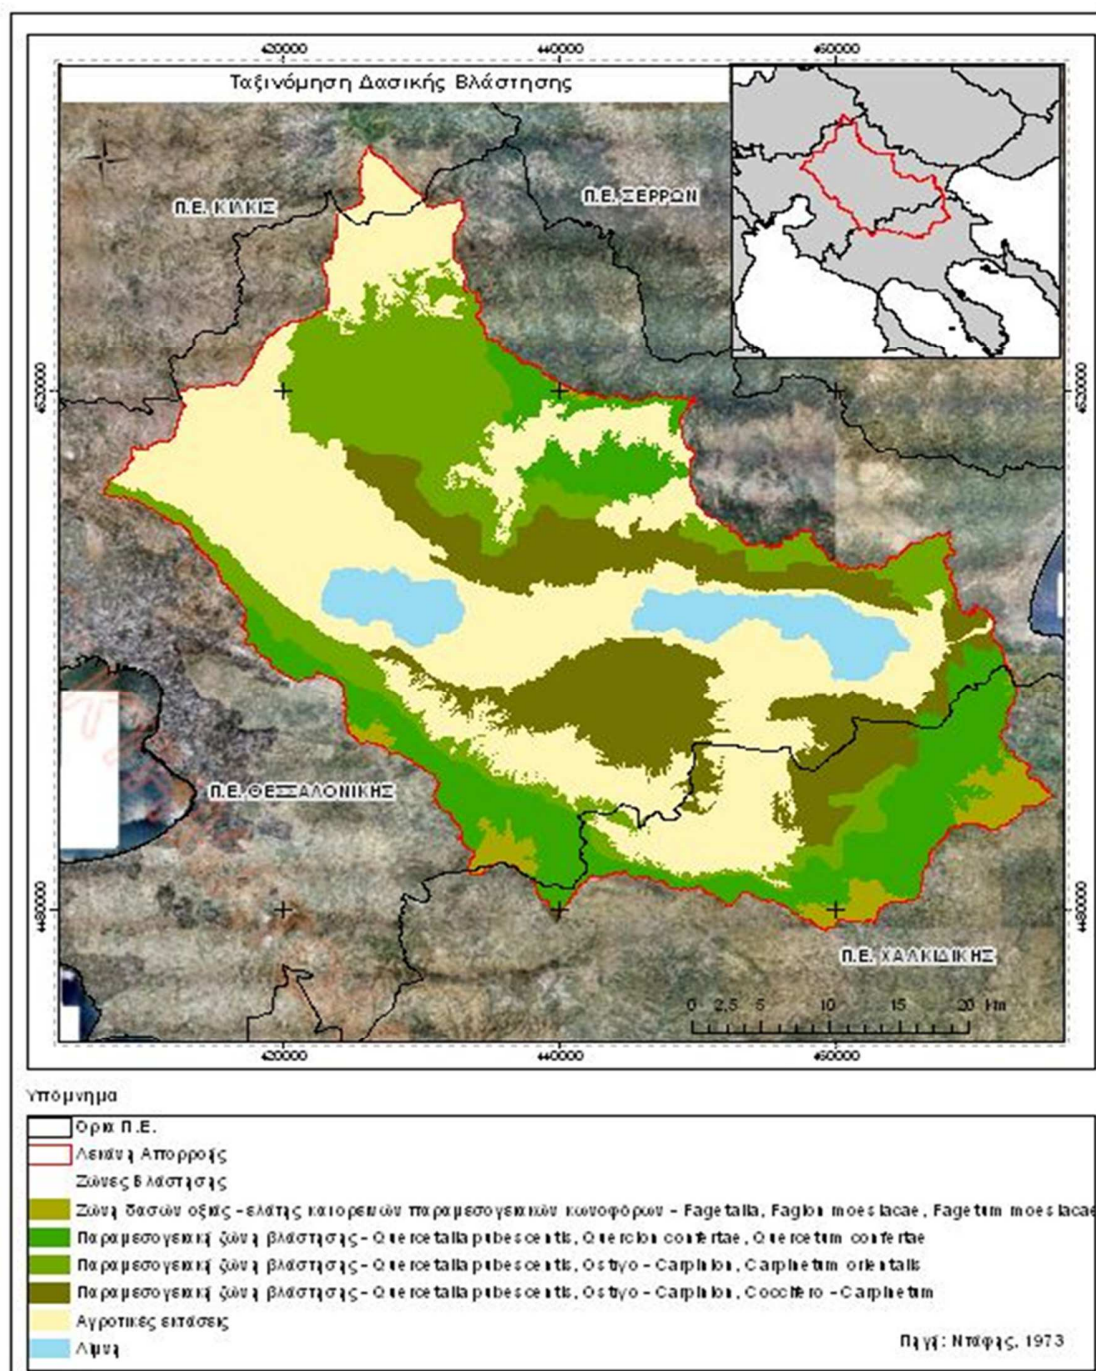 420000 440000 460000
Ταξινόμηση Δασικής Βλάστησης
Π.Ε. ΚΙΛΚΙΣ
Π.Ε. ΣΕΡΡΩΝ
4520000 4520000
Π.Ε. ΘΕΣΣΑΛΟΝΙΚΗΣ
4480000 4480000
Π.Ε. ΧΑΛΚΙΔΙΚΗΣ
0 2,5 5 10 15 20 km
420000 440000 460000
Υπόμνημα
Όρια Π.Ε.
Λεκάνη Απορροής
Ζώνες Βλάστησης
Ζώνη δασών οξιάς - ελάτης και ορεινών παραμεσογειακών κωνοφόρων - Fagetalia, Fagion moesiacae, Fagetum moesiacae
Παραμεσογειακή ζώνη βλάστησης - Quercetalia pubescentis, Quercion confertae, Quercetum confertae
Παραμεσογειακή ζώνη βλάστησης - Quercetalia pubescentis, Ostryo - Carpinion, Carpinetum orientalis
Παραμεσογειακή ζώνη βλάστησης - Quercetalia pubescentis, Ostryo - Carpinion, Coccifero - Carpinetum
Αγροτικές εκτάσεις
Λίμνη
Πηγή: Ντάφης, 1973